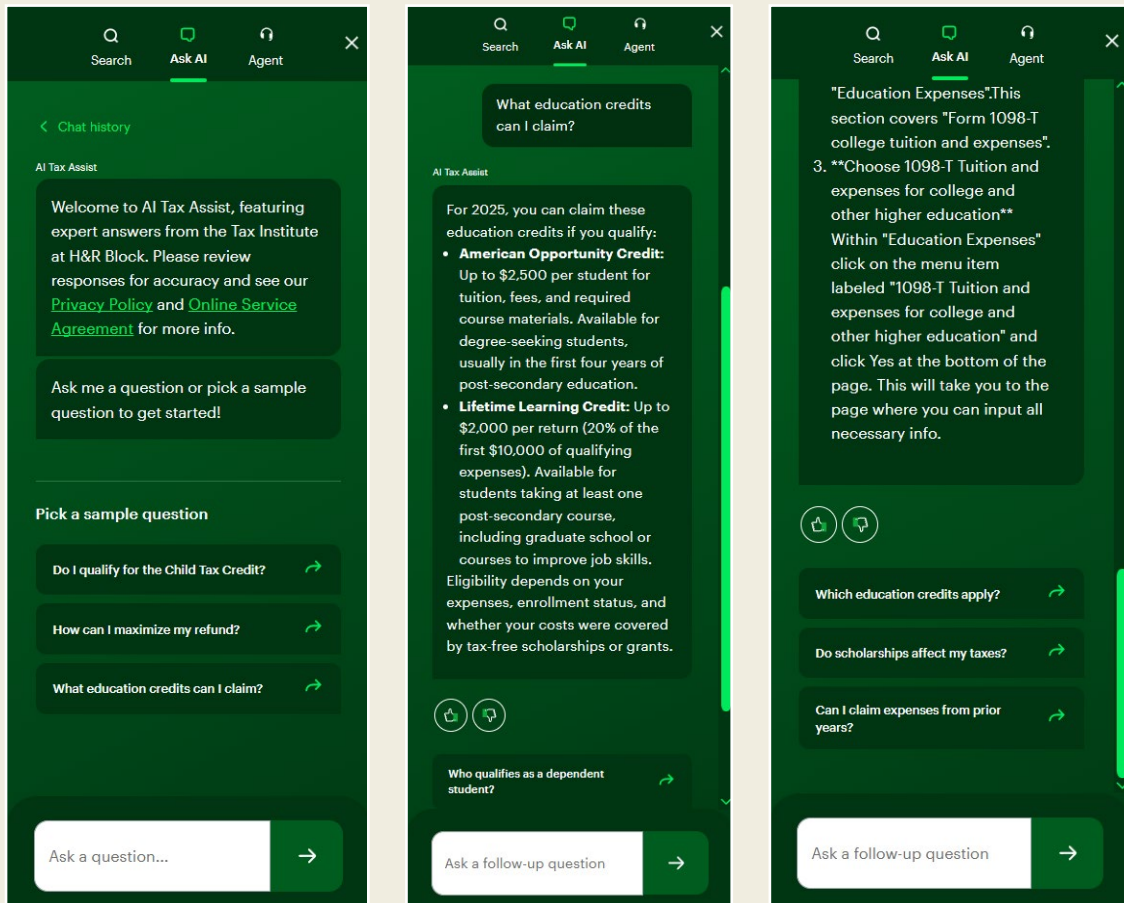 Search
Ask AI
Agent
Chat history
AI Tax Assist
Welcome to AI Tax Assist, featuring
expert answers from the Tax Institute
at H&R Block. Please review
responses for accuracy and see our
Privacy Policy and Online Service
Agreement for more info.
Ask me a question or pick a sample
question to get started!
Pick a sample question
Do I qualify for the Child Tax Credit?
How can I maximize my refund?
What education credits can I claim?
Ask a question...
Search
Ask AI
Agent
What education credits
can I claim?
AI Tax Assist
For 2025, you can claim these
education credits if you qualify:
• American Opportunity Credit:
Up to $2,500 per student for
tuition, fees, and required
course materials. Available for
degree-seeking students,
usually in the first four years of
post-secondary education.
• Lifetime Learning Credit: Up to
$2,000 per return (20% of the
first $10,000 of qualifying
expenses). Available for
students taking at least one
post-secondary course,
including graduate school or
courses to improve job skills.
Eligibility depends on your
expenses, enrollment status, and
whether your costs were covered
by tax-free scholarships or grants.
Who qualifies as a dependent
student?
Ask a follow-up question
Search
Ask AI
Agent
"Education Expenses".This
section covers "Form 1098-T
college tuition and expenses".
3. **Choose 1098-T Tuition and
expenses for college and
other higher education**
Within "Education Expenses"
click on the menu item
labeled "1098-T Tuition and
expenses for college and
other higher education" and
click Yes at the bottom of the
page. This will take you to the
page where you can input all
necessary info.
Which education credits apply?
Do scholarships affect my taxes?
Can I claim expenses from prior
years?
Ask a follow-up question